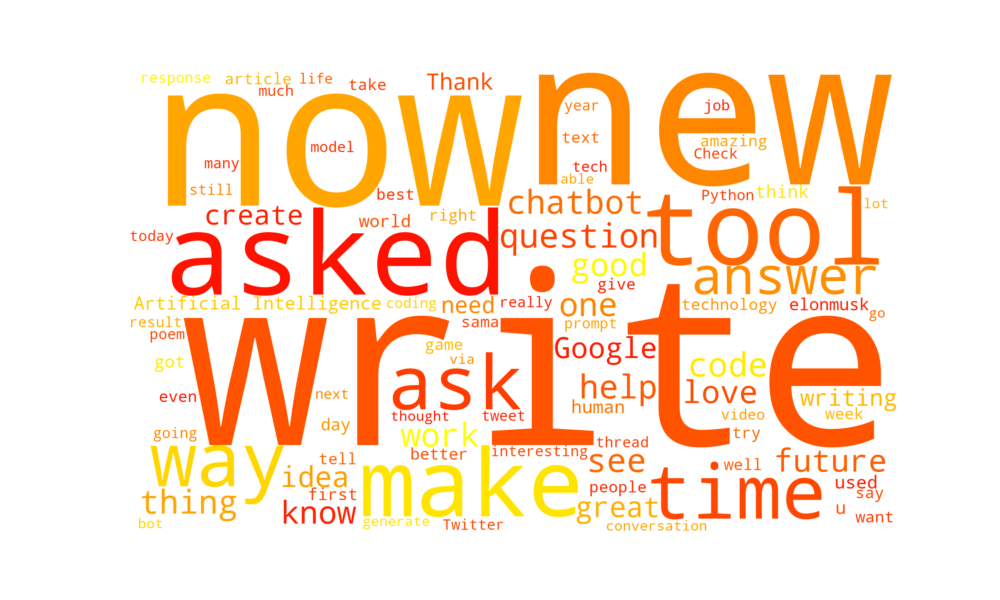 response article life take Thank
much
now new
year job
text amazing
model
many tech Check
still able
best Python think
create world right chatbot tool lot
today asked question
good answer
give
Artificial Intelligence coding need really one technology elonmusk go
result sama prompt
poem
write
game Google
got via code
ask help love writing
even next human video week
thought tweet
going day work thread try
better interesting
way tell make see well future
idea people time used
thing first great say
know u want
bot generate Twitter conversation